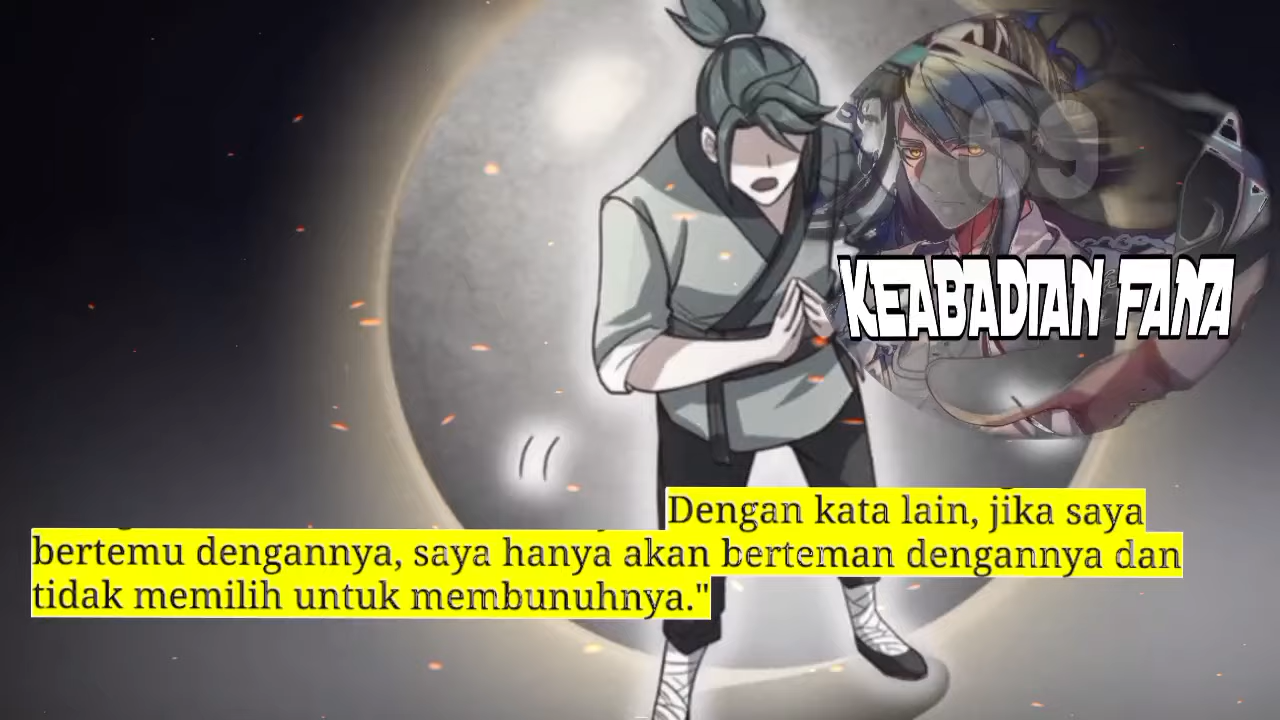 69
KEABADIAN FANA
Dengan kata lain, jika saya
bertemu dengannya, saya hanya akan berteman dengannya dan
tidak memilih untuk membunuhnya."